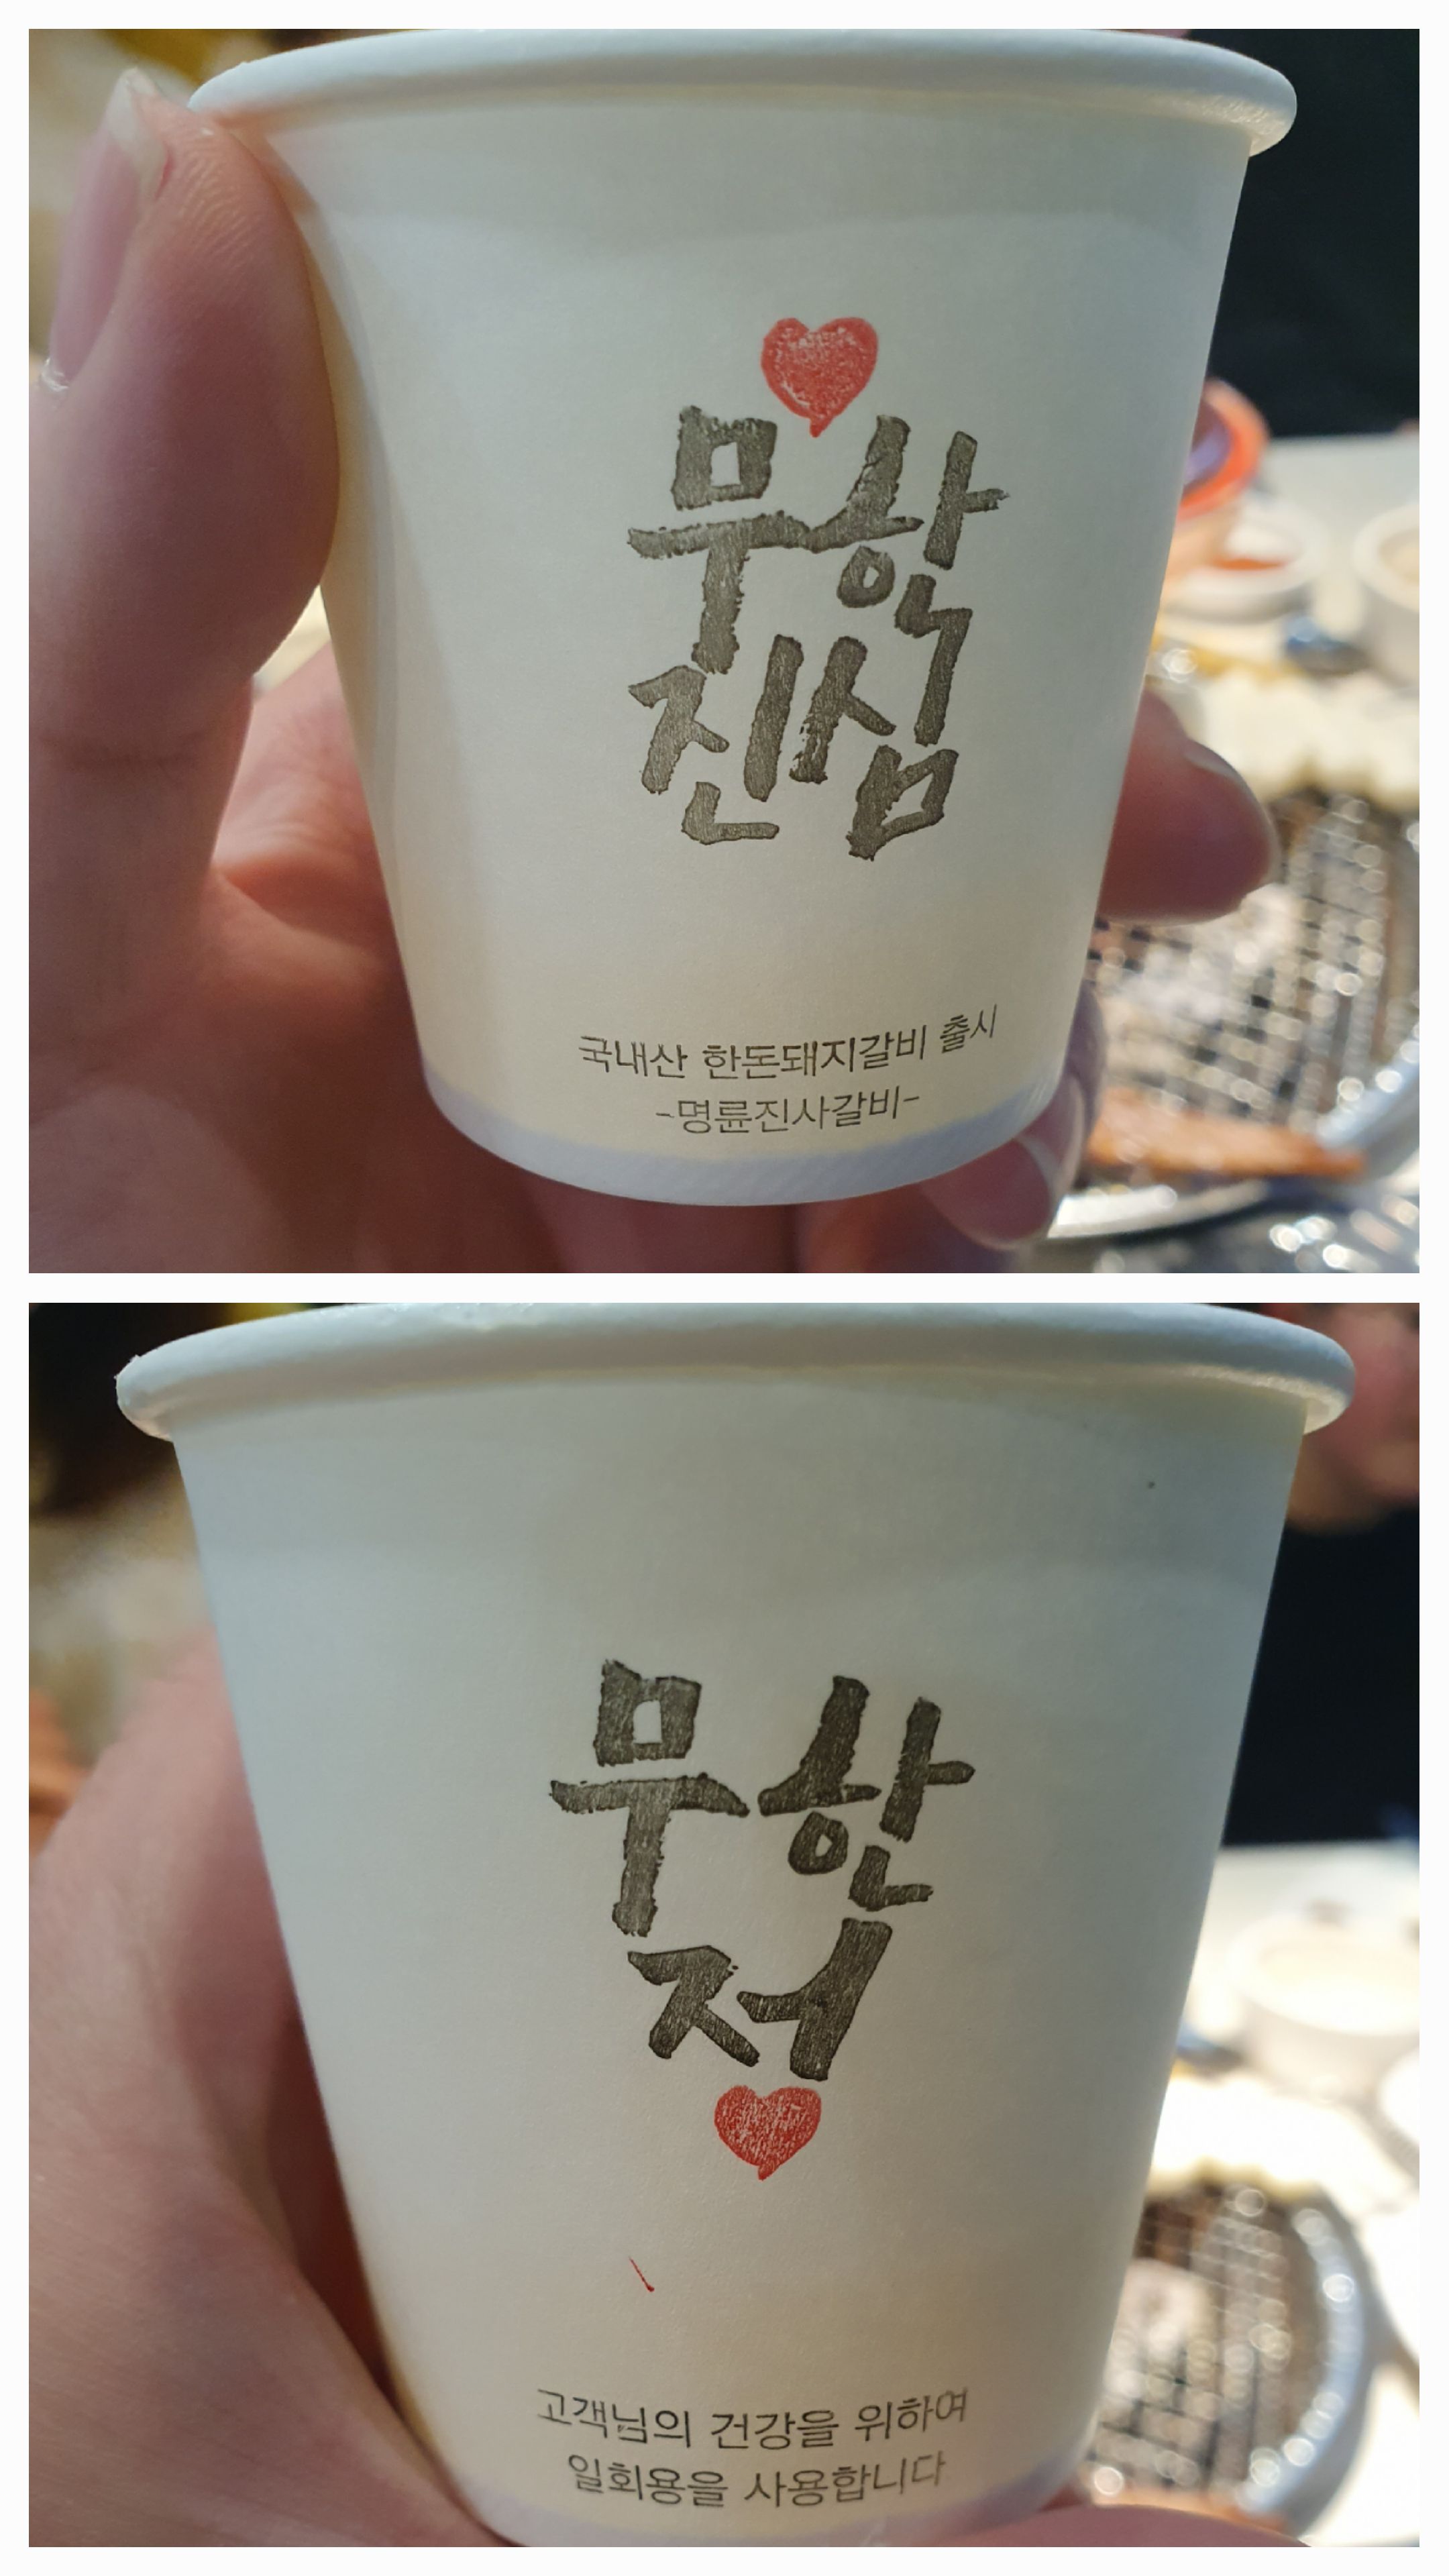 무한
진심
국내산 한돈돼지갈비 출시
-명륜진사갈비-
무한
저
고객님의 건강을 위하여
일회용을 사용합니다